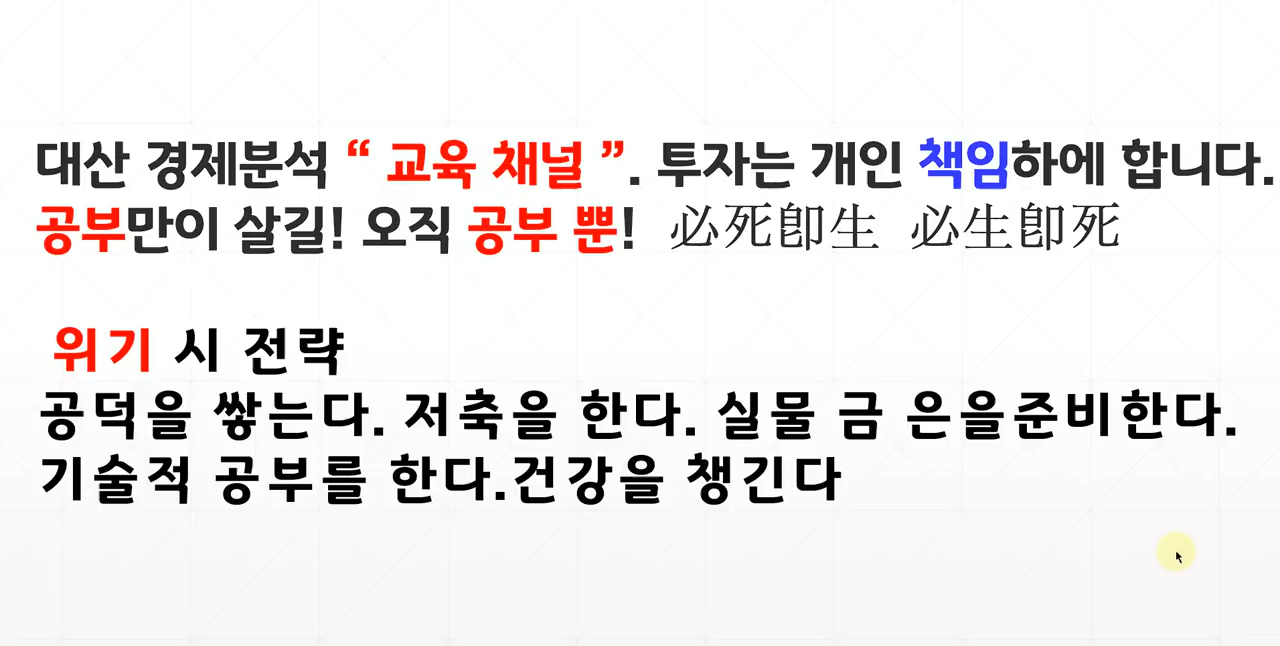 대산 경제분석 “ 교육 채널 ”. 투자는 개인 책임하에 합니다.
공부만이 살길! 오직 공부 뿐! 必死卽生 必生卽死
위기 시 전략
공덕을 쌓는다. 저축을 한다. 실물 금 은을준비한다.
기술적 공부를 한다.건강을 챙긴다